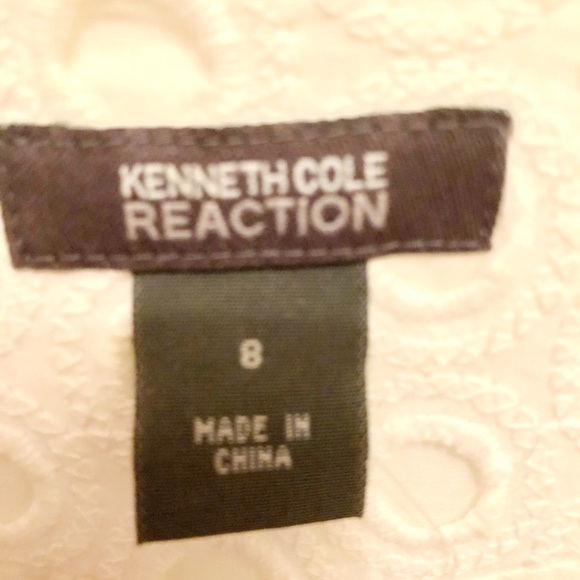 KENNETH COLE
REACTION
8
MADE IN
CHINA